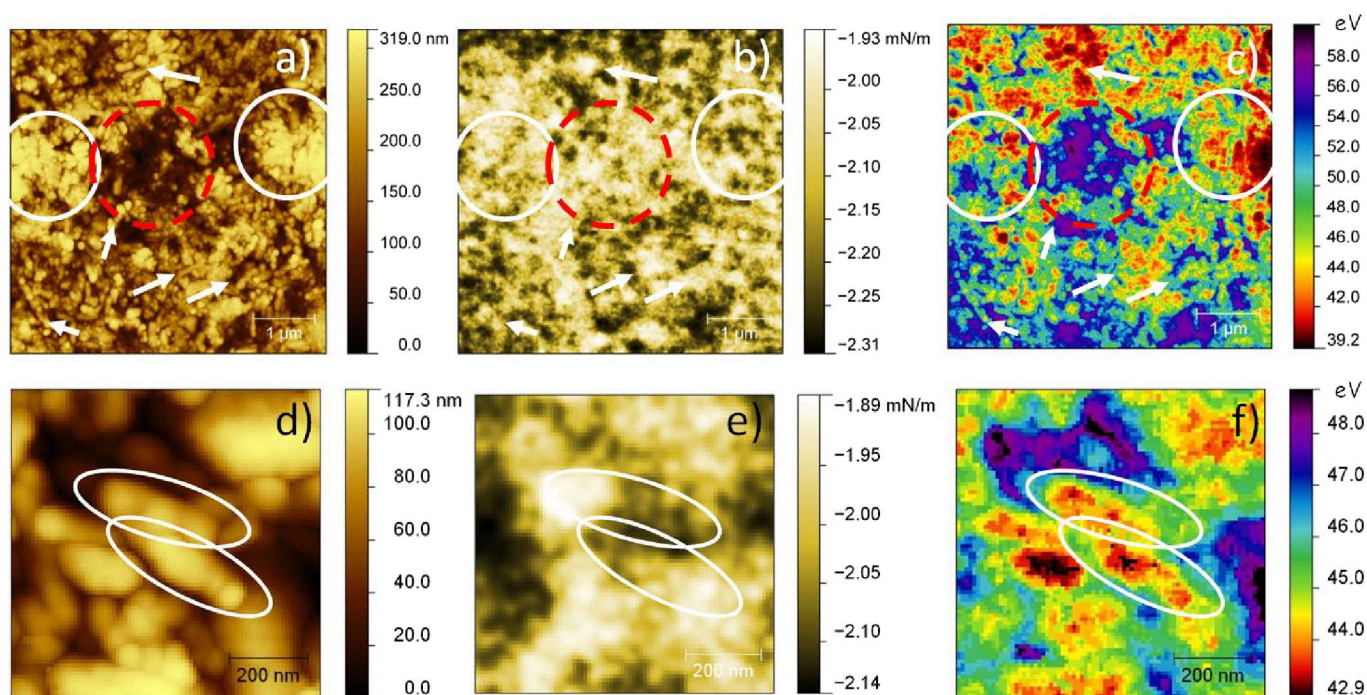 a)
319.0 nm
250.0
200.0
150.0
100.0
50.0
0.0
1 µm
b)
−1.93 mN/m
−2.00
−2.05
−2.10
−2.15
−2.20
−2.25
−2.31
1 µm
c)
eV
58.0
56.0
54.0
52.0
50.0
48.0
46.0
44.0
42.0
39.2
1 µm
d)
117.3 nm
100.0
80.0
60.0
40.0
20.0
0.0
200 nm
e)
−1.89 mN/m
−1.95
−2.00
−2.05
−2.10
−2.14
200 nm
f)
eV
48.0
47.0
46.0
45.0
44.0
42.9
200 nm